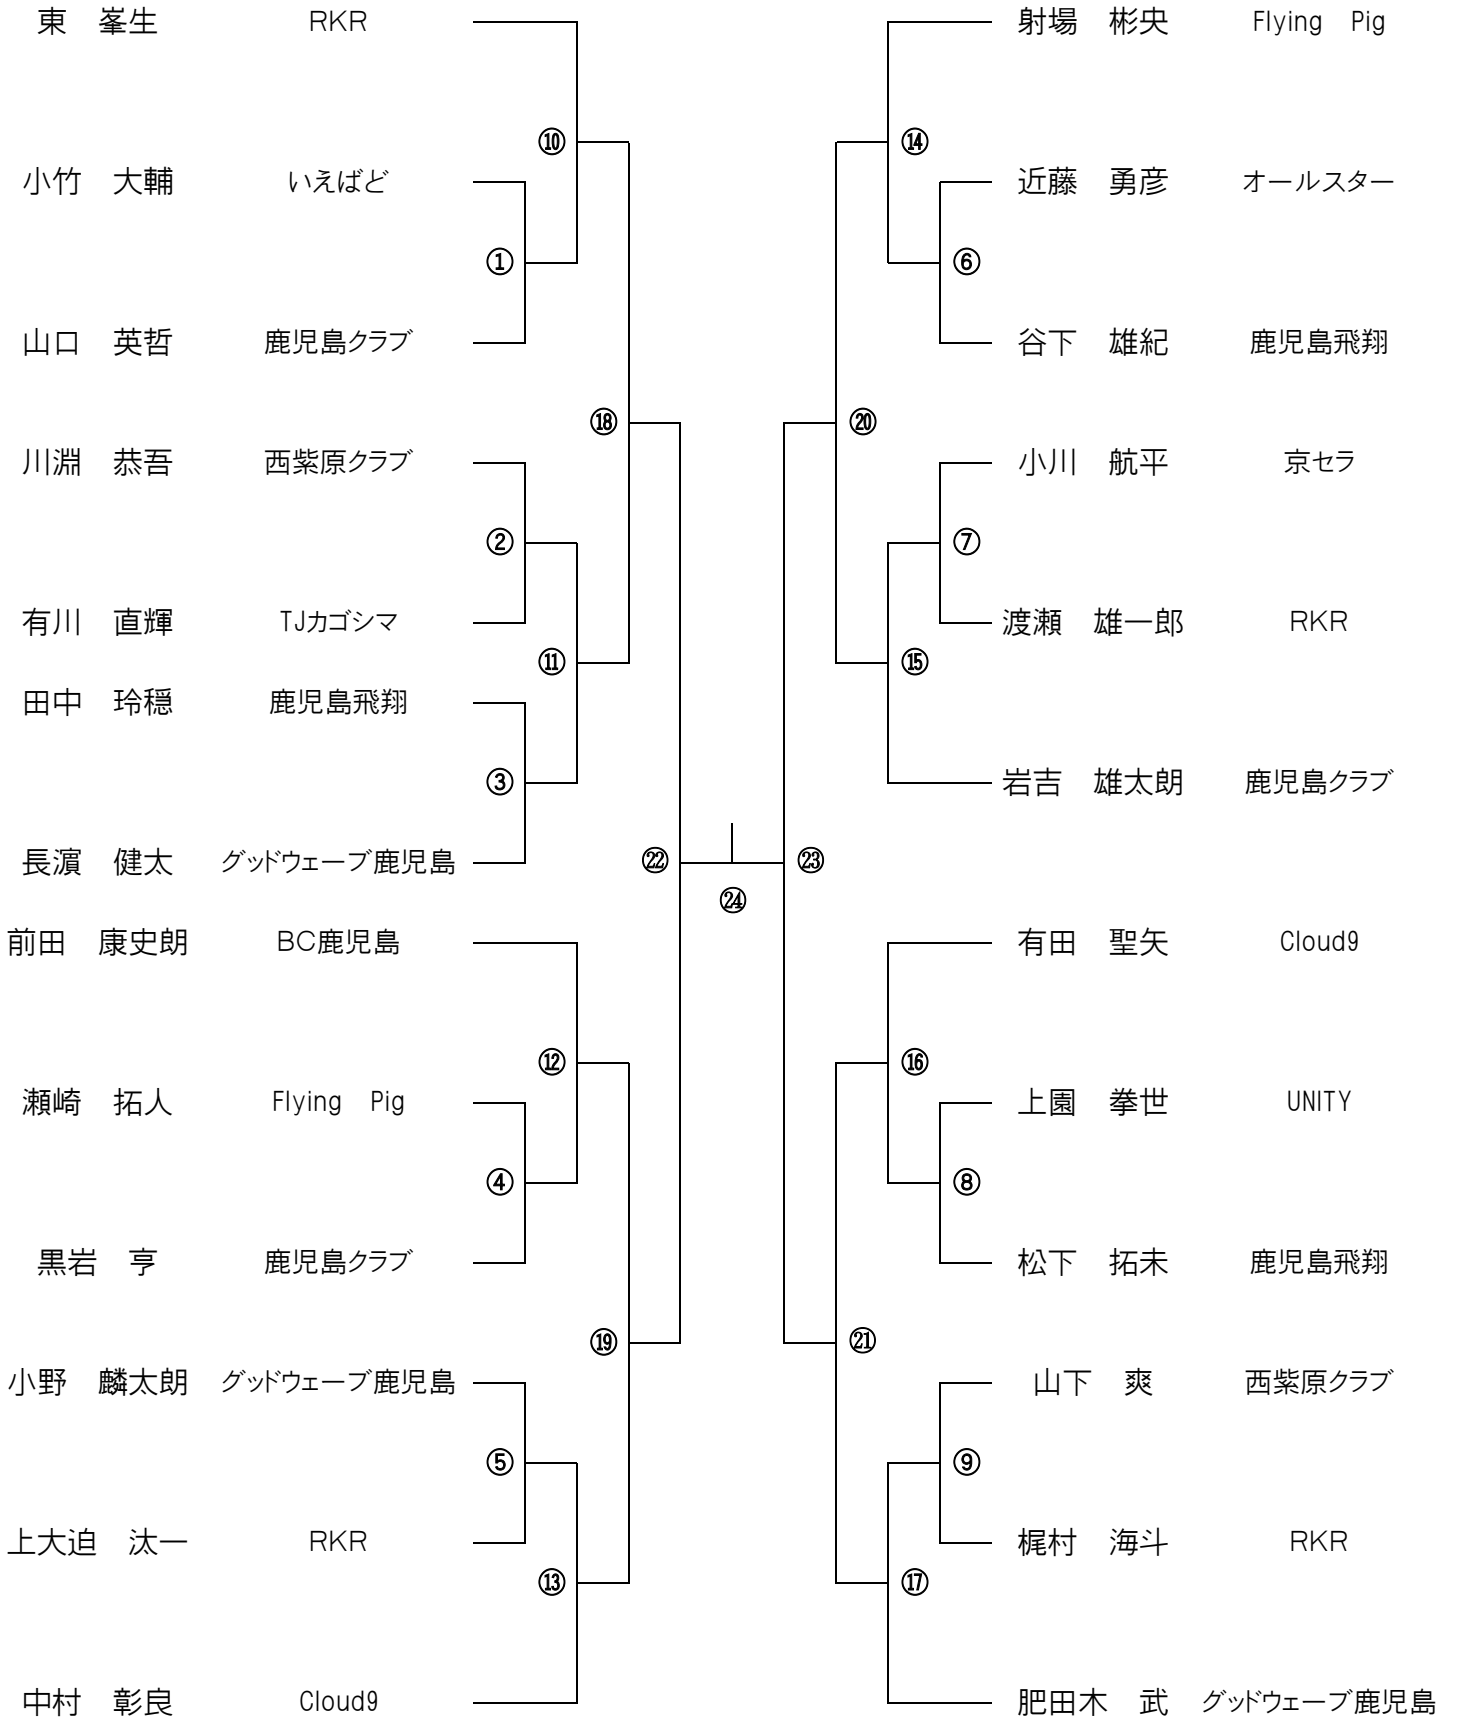 東　峯生　RKR　射場　彬央　Flying　Pig
⑩　⑭
小竹　大輔　いえばど　近藤　勇彦　オールスター
①　⑥
山口　英哲　鹿児島クラブ　谷下　雄紀　鹿児島飛翔
⑱　⑳
川淵　恭吾　西紫原クラブ　小川　航平　京セラ
②　⑦
有川　直輝　TJカゴシマ　渡瀬　雄一郎　RKR
⑪　⑮
田中　玲穏　鹿児島飛翔
③　岩吉　雄太朗　鹿児島クラブ
長濵　健太　グッドウェーブ鹿児島　㉒　㉓
㉔
前田　康史朗　BC鹿児島　有田　聖矢　Cloud9
⑫　⑯
瀬崎　拓人　Flying　Pig　上園　拳世　UNITY
④　⑧
黒岩　亨　鹿児島クラブ　松下　拓未　鹿児島飛翔
⑲　㉑
小野　麟太朗　グッドウェーブ鹿児島　山下　爽　西紫原クラブ
⑤　⑨
上大迫　汰一　RKR　梶村　海斗　RKR
⑬　⑰
中村　彰良　Cloud9　肥田木　武　グッドウェーブ鹿児島